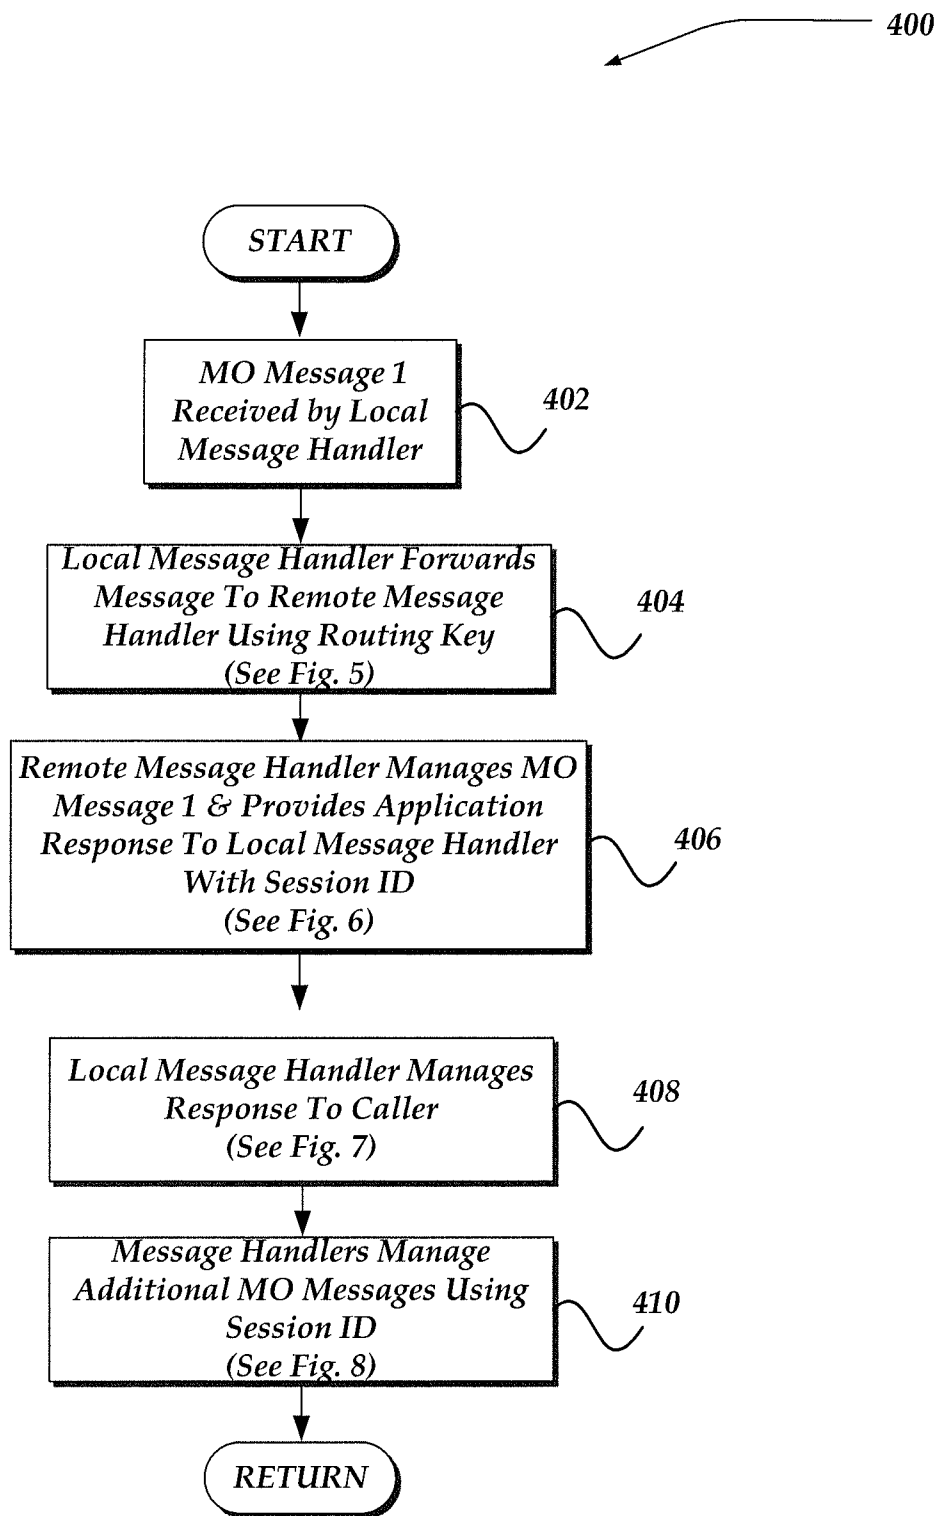 400
START
MO Message 1
Received by Local
Message Handler
402
Local Message Handler Forwards
Message To Remote Message
Handler Using Routing Key
(See Fig. 5)
404
Remote Message Handler Manages MO
Message 1 & Provides Application
Response To Local Message Handler
With Session ID
(See Fig. 6)
406
Local Message Handler Manages
Response To Caller
(See Fig. 7)
408
Message Handlers Manage
Additional MO Messages Using
Session ID
(See Fig. 8)
410
RETURN